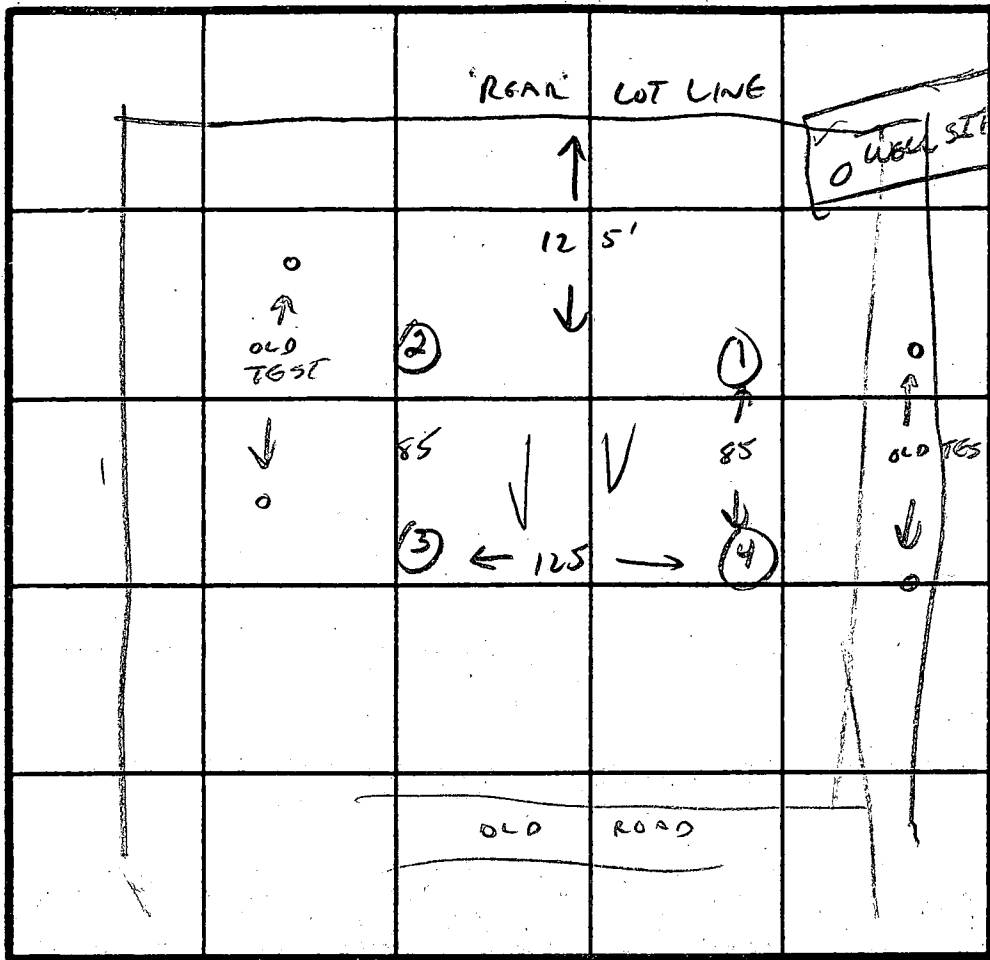 "REAR" LOT LINE
WELL SITE
125'
OLD
TEST
2
1
85
85
OLD TES
3
125
4
OLD ROAD